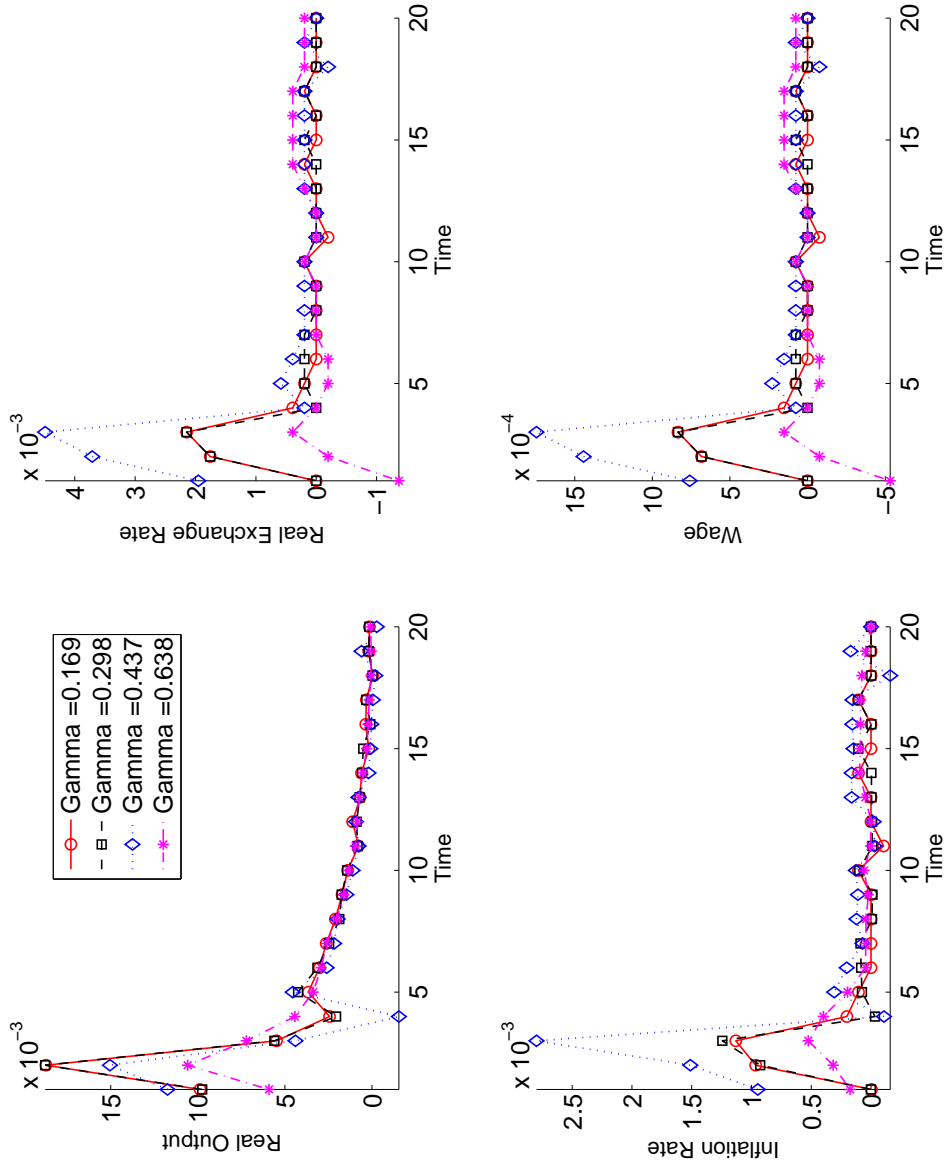 x 10⁻³
15
10
5
0
Real Output
5
10
15
20
Time
Gamma =0.169
Gamma =0.298
Gamma =0.437
Gamma =0.638
x 10⁻³
4
3
2
1
0
−1
Real Exchange Rate
5
10
15
20
Time
x 10⁻³
2.5
2
1.5
1
0.5
0
Inflation Rate
5
10
15
20
Time
x 10⁻⁴
15
10
5
0
−5
Wage
5
10
15
20
Time